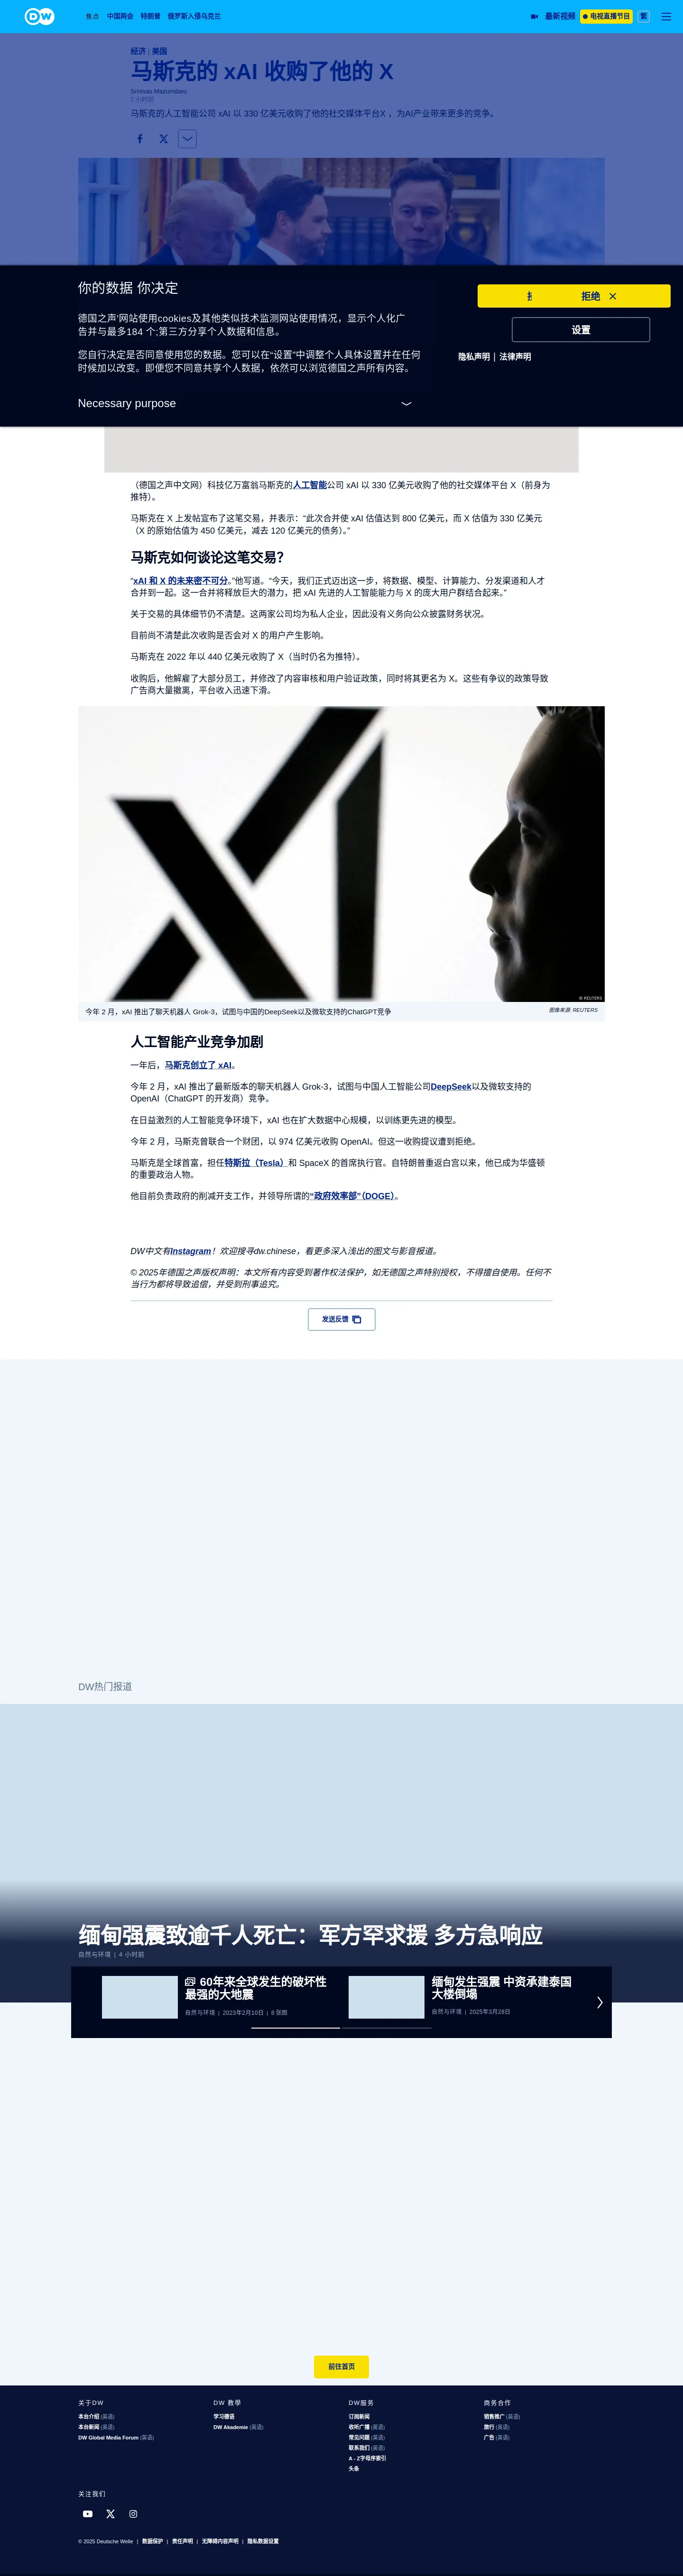 DW
焦点 中国两会 特朗普 俄罗斯入侵乌克兰
最新视频 电视直播节目 繁
经济 | 美国
马斯克的 xAI 收购了他的 X
Srinivas Mazumdaru
2 小时前
马斯克的人工智能公司 xAI 以 330 亿美元收购了他的社交媒体平台X ，为AI产业带来更多的竞争。
你的数据 你决定
德国之声'网站使用cookies及其他类似技术监测网站使用情况，显示个人化广
告并与最多184 个;第三方分享个人数据和信息。
您自行决定是否同意使用您的数据。您可以在“设置”中调整个人具体设置并在任何
时候加以改变。即便您不同意共享个人数据，依然可以浏览德国之声所有内容。
Necessary purpose
拒绝
设置
隐私声明 | 法律声明
（德国之声中文网）科技亿万富翁马斯克的人工智能公司 xAI 以 330 亿美元收购了他的社交媒体平台 X（前身为
推特）。
马斯克在 X 上发帖宣布了这笔交易，并表示：“此次合并使 xAI 估值达到 800 亿美元，而 X 估值为 330 亿美元
（X 的原始估值为 450 亿美元，减去 120 亿美元的债务）。”
马斯克如何谈论这笔交易？
“xAI 和 X 的未来密不可分。”他写道。“今天，我们正式迈出这一步，将数据、模型、计算能力、分发渠道和人才
合并到一起。这一合并将释放巨大的潜力，把 xAI 先进的人工智能能力与 X 的庞大用户群结合起来。”
关于交易的具体细节仍不清楚。这两家公司均为私人企业，因此没有义务向公众披露财务状况。
目前尚不清楚此次收购是否会对 X 的用户产生影响。
马斯克在 2022 年以 440 亿美元收购了 X（当时仍名为推特）。
收购后，他解雇了大部分员工，并修改了内容审核和用户验证政策，同时将其更名为 X。这些有争议的政策导致
广告商大量撤离，平台收入迅速下滑。
xAI
© REUTERS
今年 2 月，xAI 推出了聊天机器人 Grok-3，试图与中国的DeepSeek以及微软支持的ChatGPT竞争
图像来源: REUTERS
人工智能产业竞争加剧
一年后，马斯克创立了 xAI。
今年 2 月，xAI 推出了最新版本的聊天机器人 Grok-3，试图与中国人工智能公司DeepSeek以及微软支持的
OpenAI（ChatGPT 的开发商）竞争。
在日益激烈的人工智能竞争环境下，xAI 也在扩大数据中心规模，以训练更先进的模型。
今年 2 月，马斯克曾联合一个财团，以 974 亿美元收购 OpenAI。但这一收购提议遭到拒绝。
马斯克是全球首富，担任特斯拉（Tesla）和 SpaceX 的首席执行官。自特朗普重返白宫以来，他已成为华盛顿
的重要政治人物。
他目前负责政府的削减开支工作，并领导所谓的“政府效率部”（DOGE）。
DW中文有Instagram！欢迎搜寻dw.chinese，看更多深入浅出的图文与影音报道。
© 2025年德国之声版权声明：本文所有内容受到著作权法保护，如无德国之声特别授权，不得擅自使用。任何不
当行为都将导致追偿，并受到刑事追究。
发送反馈
DW热门报道
缅甸强震致逾千人死亡：军方罕求援 多方急响应
自然与环境 | 4 小时前
60年来全球发生的破坏性
最强的大地震
自然与环境 | 2023年2月10日 | 8 张图
缅甸发生强震 中资承建泰国
大楼倒塌
自然与环境 | 2025年3月28日
前往首页
关于DW
本台介绍 (英语)
本台新闻 (英语)
DW Global Media Forum (英语)
DW 教學
学习德语
DW Akademie (英语)
DW服务
订阅新闻
收听广播 (英语)
常见问题 (英语)
联系我们 (英语)
A - Z字母序索引
头条
商务合作
销售推广 (英语)
旅行 (英语)
广告 (英语)
关注我们
© 2025 Deutsche Welle | 数据保护 | 责任声明 | 无障碍内容声明 | 隐私数据设置